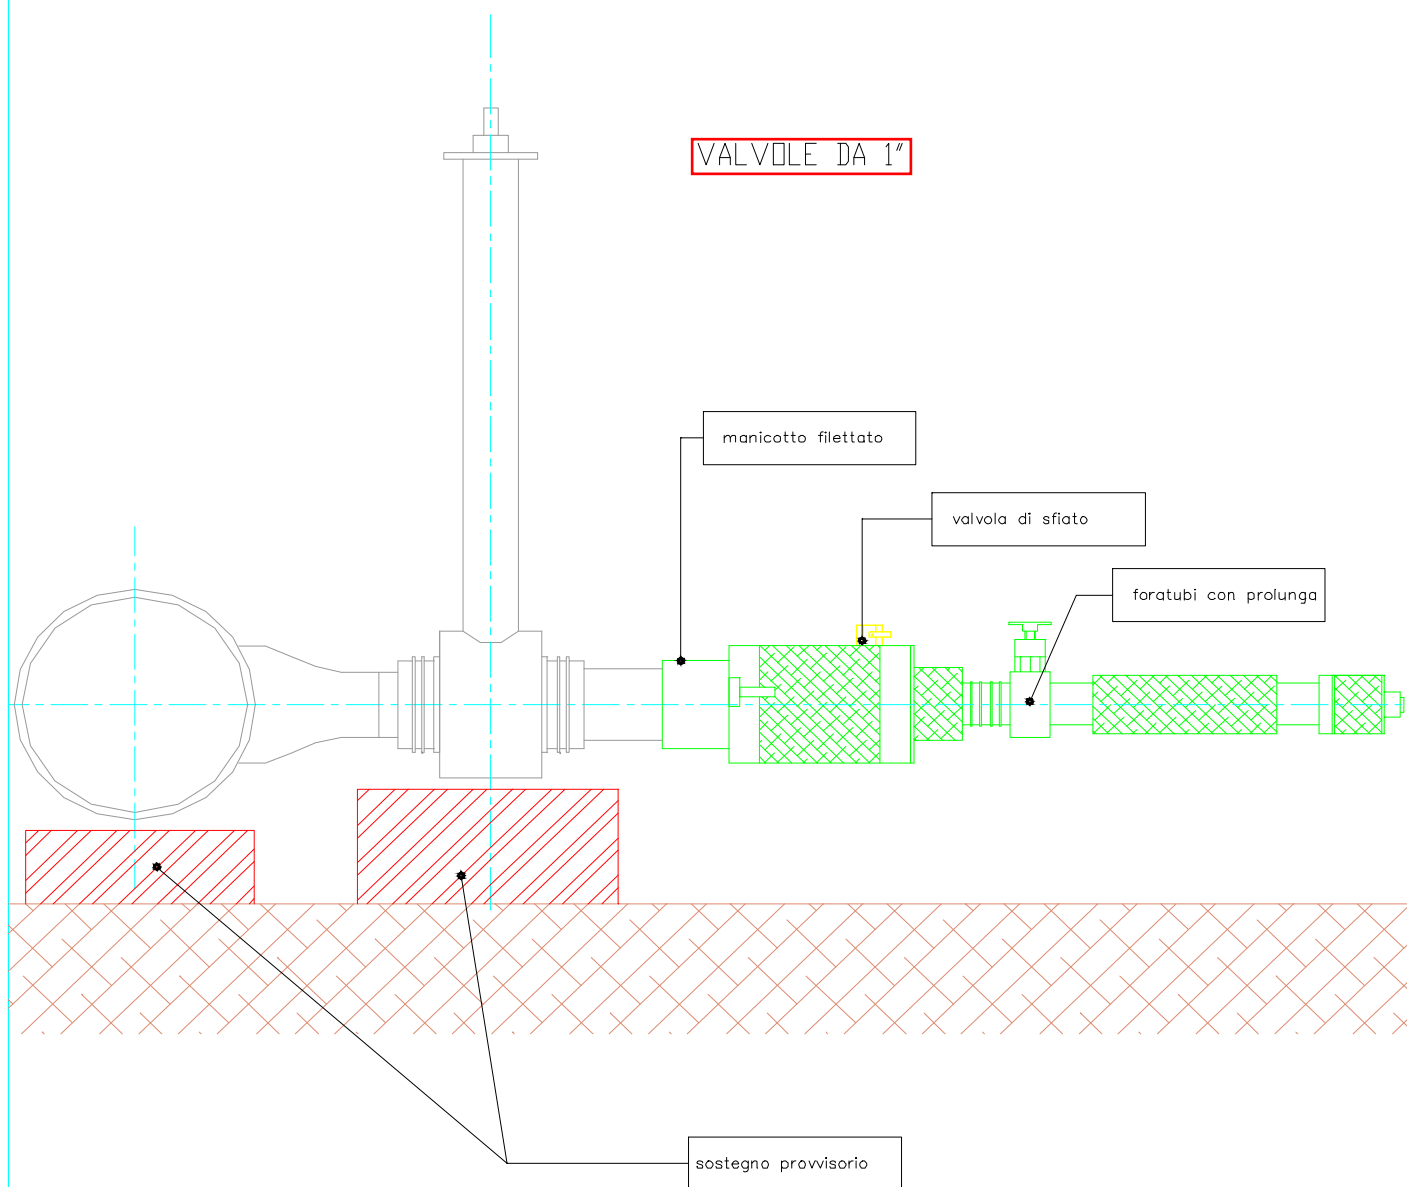 VALVOLE DA 1"
manicotto filettato
valvola di sfiato
foratubi con prolunga
sostegno provvisorio